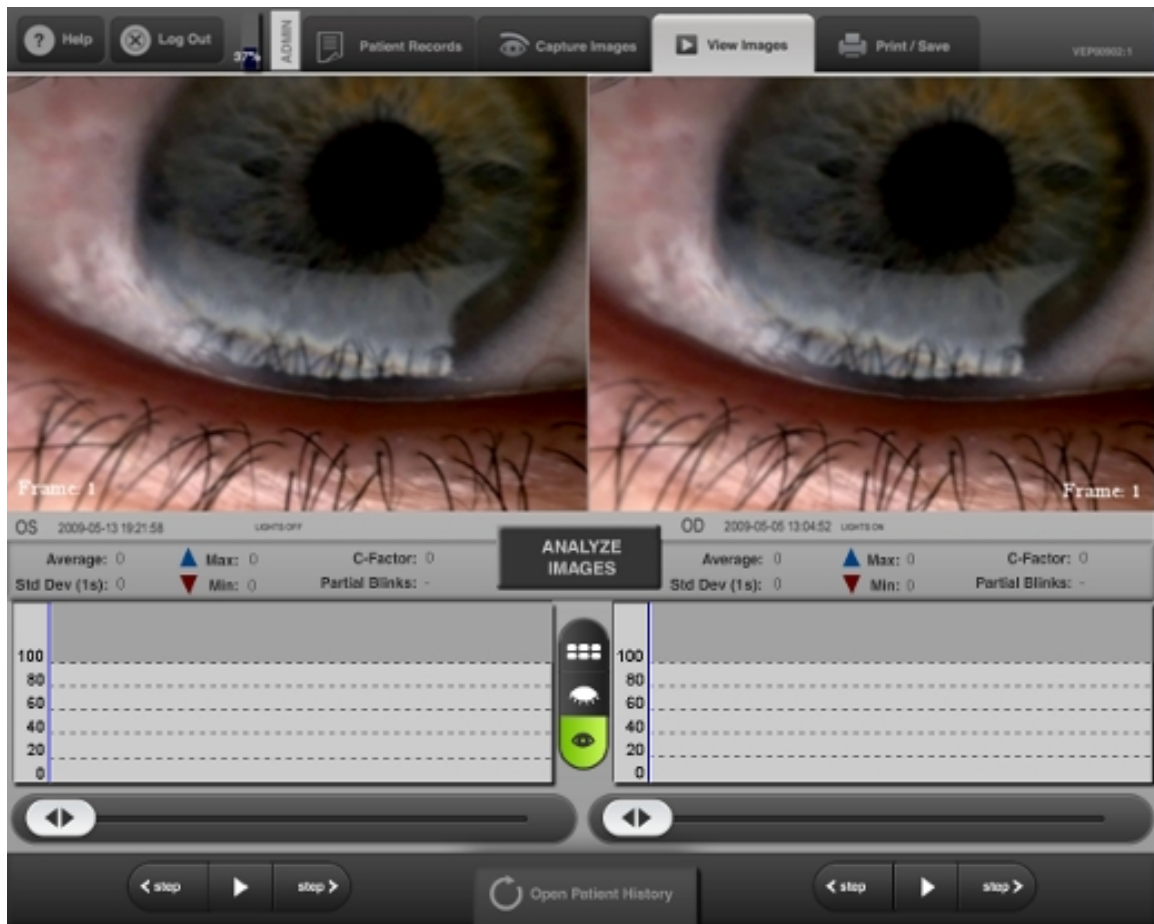 ? Help
Log Out
37%
ADMIN
Patient Records
Capture Images
View Images
Print / Save
VEP00902:1
Frame: 1
Frame: 1
OS 2009-05-13 19:21:58 LIGHTS OFF
Average: 0 Max: 0 C-Factor: 0
Std Dev (1s): 0 Min: 0 Partial Blinks: -
ANALYZE
IMAGES
OD 2009-05-05 13:04:52 LIGHTS ON
Average: 0 Max: 0 C-Factor: 0
Std Dev (1s): 0 Min: 0 Partial Blinks: -
100
80
60
40
20
0
100
80
60
40
20
0
< step
step >
Open Patient History
< step
step >